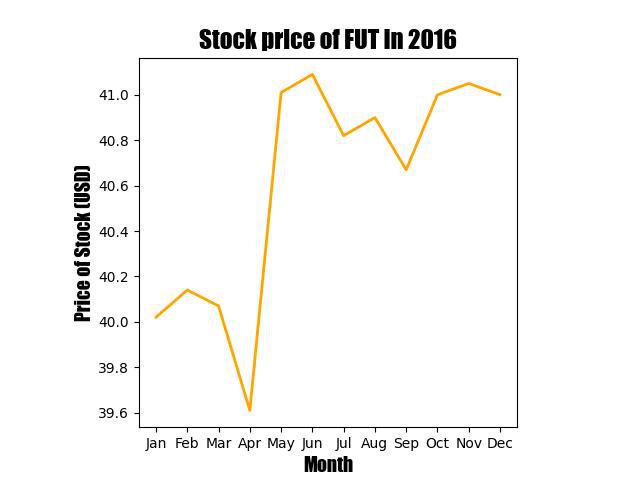 Stock price of FUT in 2016
Price of Stock (USD)
41.0
40.8
40.6
40.4
40.2
40.0
39.8
39.6
Jan Feb Mar Apr May Jun Jul Aug Sep Oct Nov Dec
Month